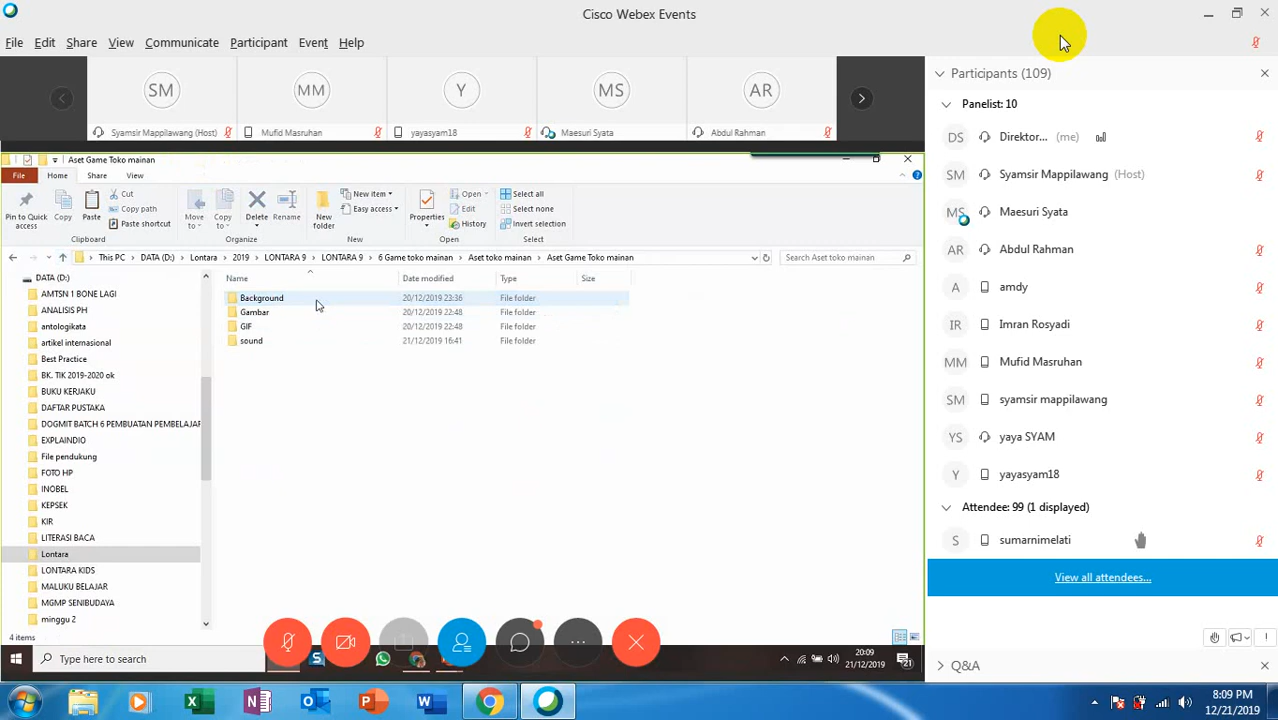 Cisco Webex Events
File Edit Share View Communicate Participant Event Help
SM MM Y MS AR
Syamsir Mappilawang (Host) Mufid Masruhan yayasyam18 Maesuri Syata Abdul Rahman
Aset Game Toko mainan
File Home Share View
Pin to Quick access
Copy
Paste
Cut
Copy path
Paste shortcut
Clipboard
Move to
Copy to
Delete
Rename
Organize
New folder
New item
Easy access
New
Properties
Open
Edit
History
Open
Select all
Select none
Invert selection
Select
This PC DATA (D:) Lontara 2019 LONTARA 9 LONTARA 9 6 Game toko mainan Aset toko mainan Aset Game Toko mainan
Search Aset Game Toko mainan
DATA (D:)
AMTSN 1 BONE LAGI
ANALISIS PH
antologikata
artikel internasional
Best Practice
BK. TIK 2019-2020 ok
BUKU KERJAKU
DAFTAR PUSTAKA
DOGMIT BATCH 6 PEMBUATAN PEMBELAJAR
EXPLAINDIO
File pendukung
FOTO HP
INOBEL
KEPSEK
KIR
LITERASI BACA
Lontara
LONTARA KIDS
MALUKU BELAJAR
MGMP SENIBUDAYA
minggu 2
Name Date modified Type Size
Background 20/12/2019 23:36 File folder
Gambar 20/12/2019 22:48 File folder
GIF 20/12/2019 22:48 File folder
sound 21/12/2019 16:41 File folder
4 items
Type here to search
20:09
21/12/2019
21
Participants (109)
Panelist: 10
DS Direktor... (me)
SM Syamsir Mappilawang (Host)
MS Maesuri Syata
AR Abdul Rahman
A amdy
IR Imran Rosyadi
MM Mufid Masruhan
SM syamsir mappilawang
YS yaya SYAM
Y yayasyam18
Attendee: 99 (1 displayed)
S sumarnimelati
View all attendees...
Q&A
8:09 PM
12/21/2019